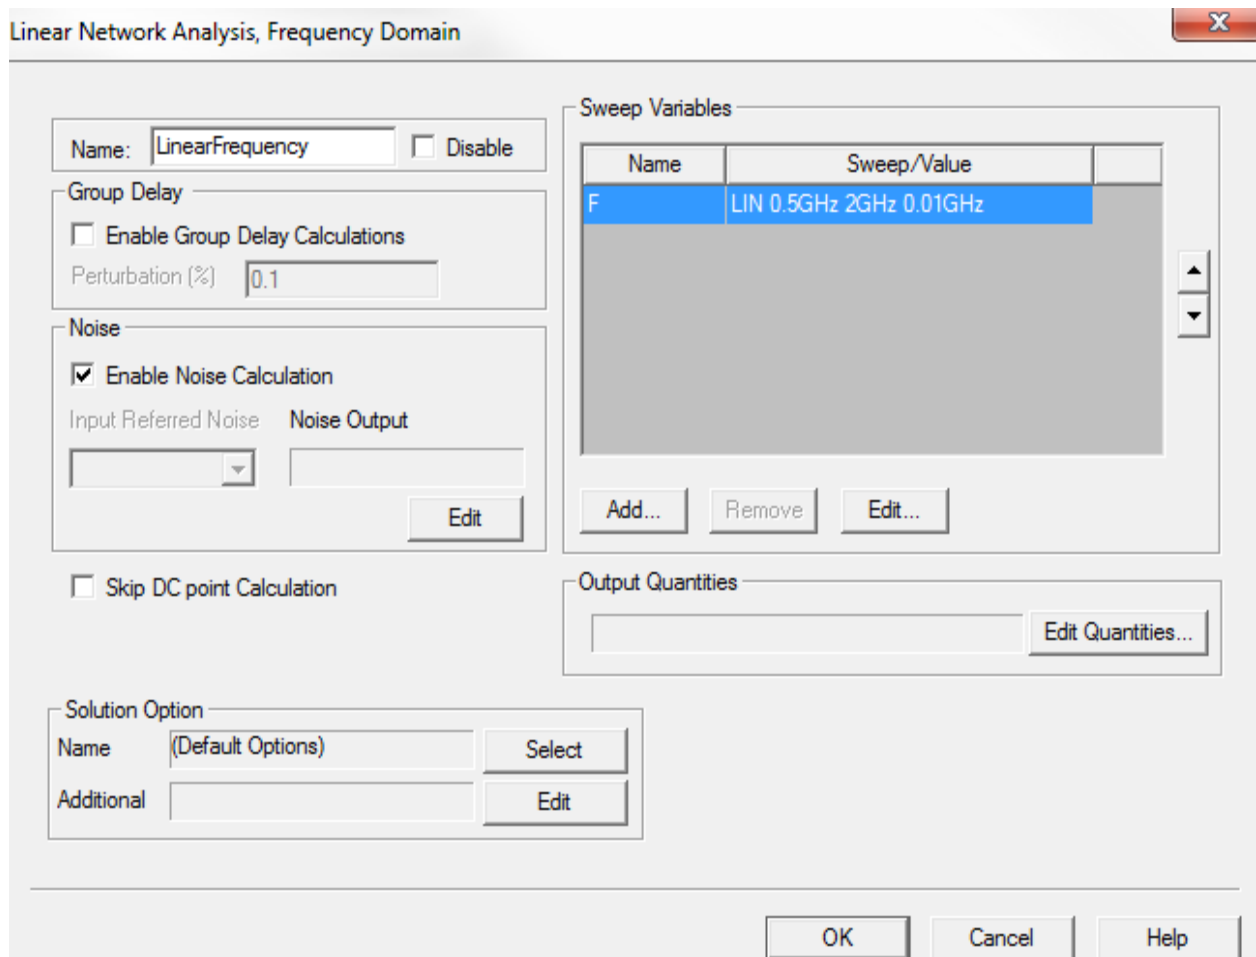 Linear Network Analysis, Frequency Domain
X
Name: LinearFrequency Disable
Group Delay
Enable Group Delay Calculations
Perturbation (%) 0.1
Noise
Enable Noise Calculation
Input Referred Noise Noise Output
Edit
Skip DC point Calculation
Sweep Variables
Name Sweep/Value
F LIN 0.5GHz 2GHz 0.01GHz
Add... Remove Edit...
Output Quantities
Edit Quantities...
Solution Option
Name (Default Options) Select
Additional Edit
OK Cancel Help